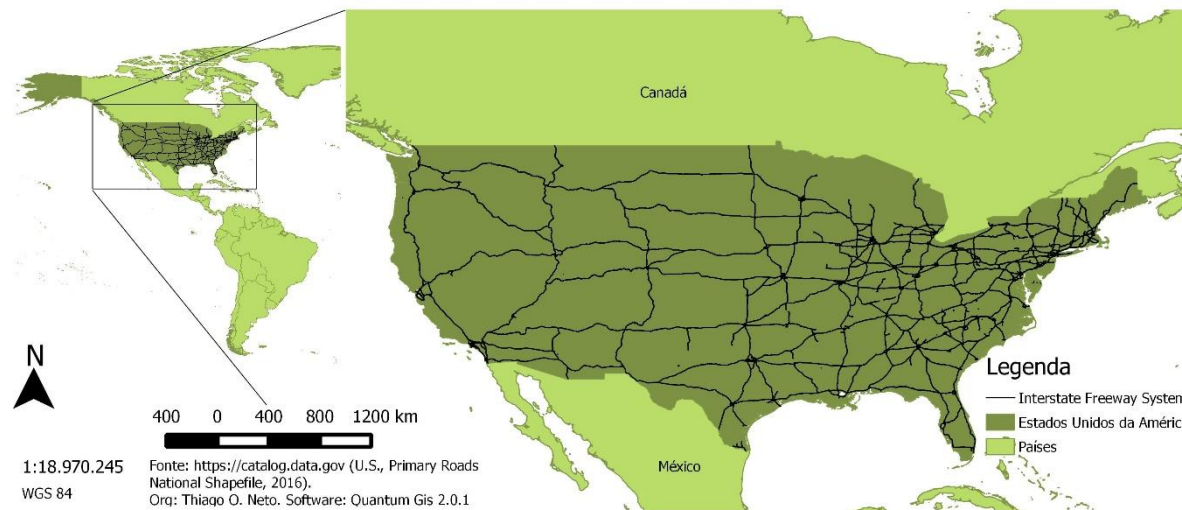 Canadá
México
N
400 0 400 800 1200 km
1:18.970.245
WGS 84
Fonte: https://catalog.data.gov (U.S., Primary Roads
National Shapefile, 2016).
Org: Thiago O. Neto. Software: Quantum Gis 2.0.1
Legenda
Interstate Freeway System
Estados Unidos da Améric
Países